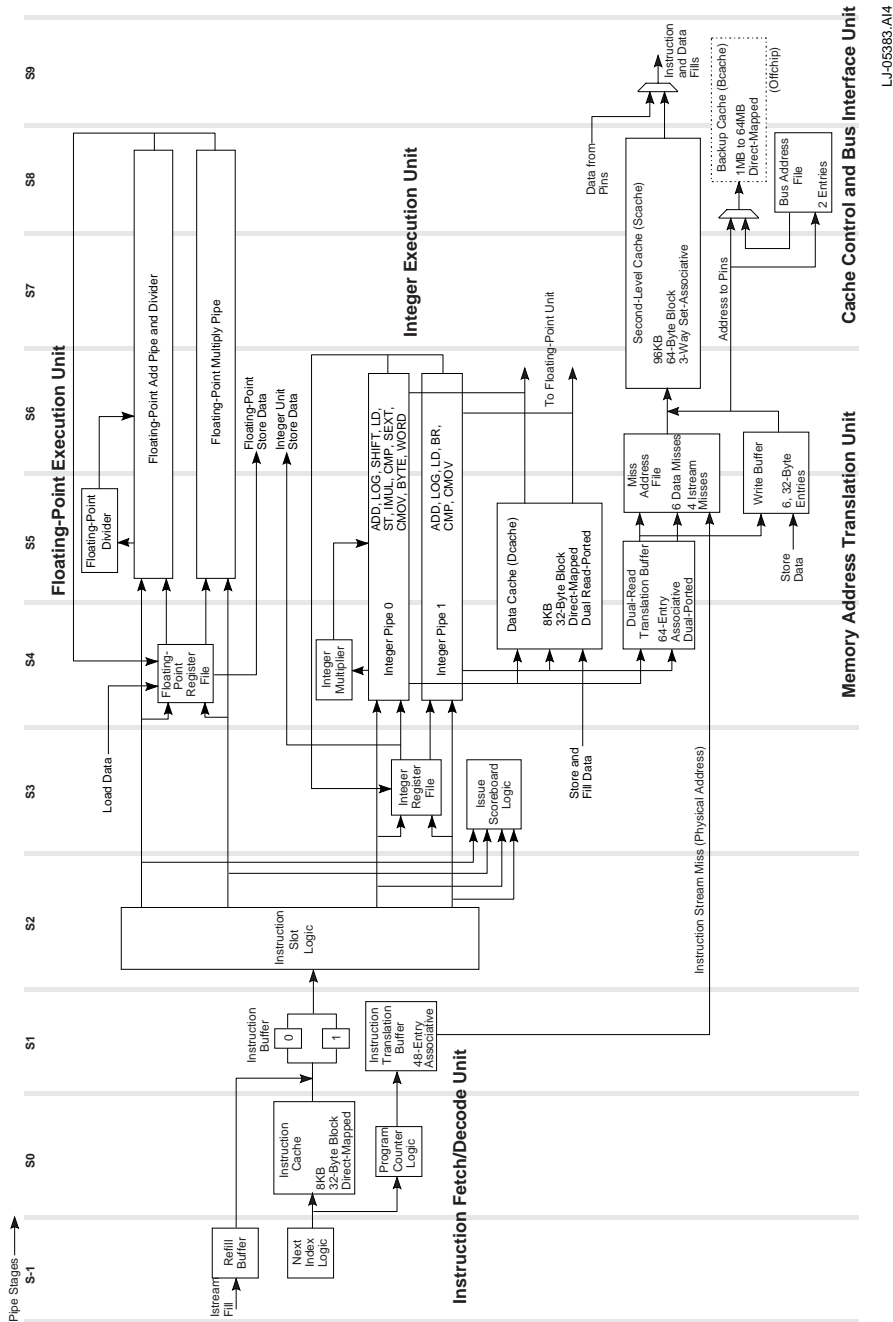 Pipe Stages
S-1
S0
S1
S2
S3
S4
S5
S6
S7
S8
S9
Floating-Point Execution Unit
Floating-Point
Divider
Floating-Point Add Pipe and Divider
Floating-Point Multiply Pipe
Load Data
Floating-
Point
Register
File
Floating-Point
Store Data
Integer Unit
Store Data
Istream
Fill
Refill
Buffer
Next
Index
Logic
Instruction
Cache
8KB
32-Byte Block
Direct-Mapped
Program
Counter
Logic
Instruction
Buffer
0
1
Instruction
Translation
Buffer
48-Entry
Associative
Instruction
Slot
Logic
Instruction Fetch/Decode Unit
Integer Execution Unit
Integer
Multiplier
Integer Pipe 0
ADD, LOG, SHIFT, LD,
ST, IMUL, CMP, SEXT,
CMOV, BYTE, WORD
Integer Pipe 1
ADD, LOG, LD, BR,
CMP, CMOV
Integer
Register
File
Issue
Scoreboard
Logic
Store and
Fill Data
Data Cache (Dcache)
8KB
32-Byte Block
Direct-Mapped
Dual Read-Ported
To Floating-Point Unit
Dual-Read
Translation Buffer
64-Entry
Associative
Dual-Ported
Miss
Address
File
6 Data Misses
4 Istream
Misses
Store
Data
Write Buffer
6, 32-Byte
Entries
Instruction Stream Miss (Physical Address)
Memory Address Translation Unit
Data from
Pins
Second-Level Cache (Scache)
96KB
64-Byte Block
3-Way Set-Associative
Instruction
and Data
Fills
Address to Pins
Backup Cache (Bcache)
1MB to 64MB
Direct-Mapped
(Offchip)
Bus Address
File
2 Entries
Cache Control and Bus Interface Unit
LJ-05383.AI4